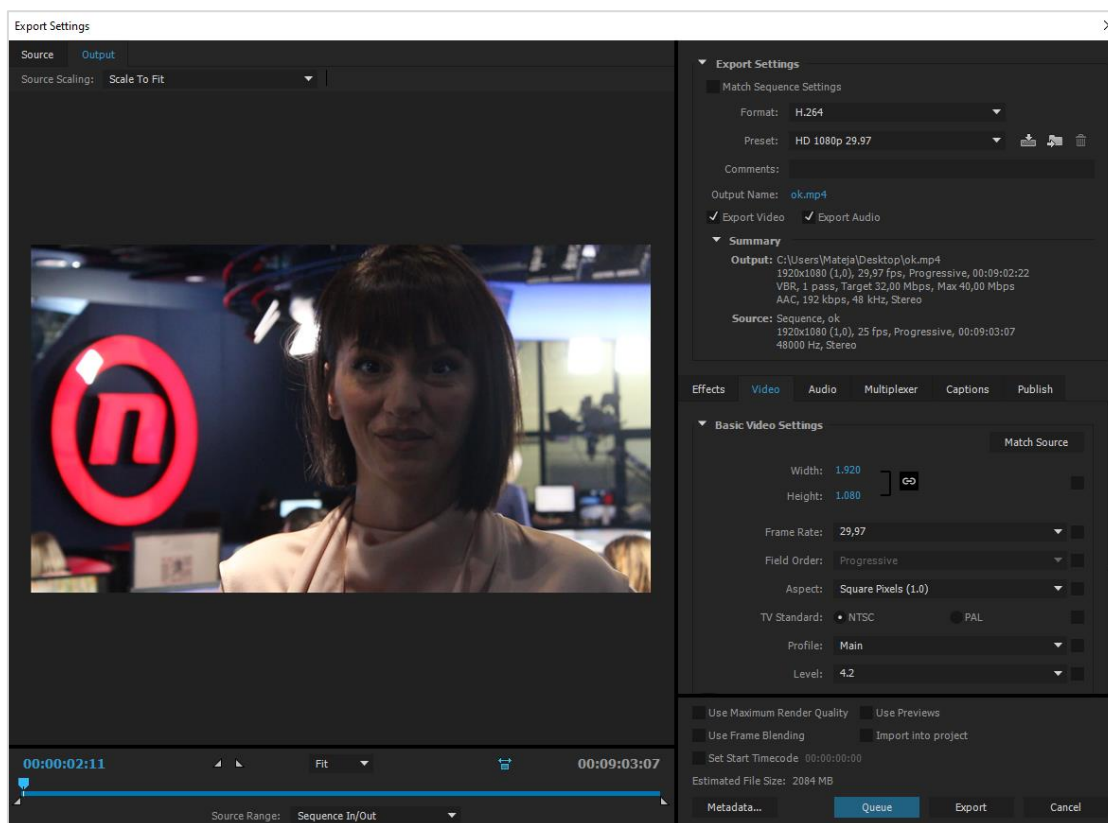 Export Settings
Source Output
Source Scaling: Scale To Fit
n
00:00:02:11 Fit 00:09:03:07
Source Range: Sequence In/Out
Export Settings
Match Sequence Settings
Format: H.264
Preset: HD 1080p 29.97
Comments:
Output Name: ok.mp4
Export Video Export Audio
Summary
Output: C:\Users\Mateja\Desktop\ok.mp4
1920x1080 (1,0), 29,97 fps, Progressive, 00:09:02:22
VBR, 1 pass, Target 32,00 Mbps, Max 40,00 Mbps
AAC, 192 kbps, 48 kHz, Stereo
Source: Sequence, ok
1920x1080 (1,0), 25 fps, Progressive, 00:09:03:07
48000 Hz, Stereo
Effects Video Audio Multiplexer Captions Publish
Basic Video Settings
Match Source
Width: 1.920
Height: 1.080
Frame Rate: 29,97
Field Order: Progressive
Aspect: Square Pixels (1.0)
TV Standard: NTSC PAL
Profile: Main
Level: 4.2
Use Maximum Render Quality Use Previews
Use Frame Blending Import into project
Set Start Timecode 00:00:00:00
Estimated File Size: 2084 MB
Metadata... Queue Export Cancel